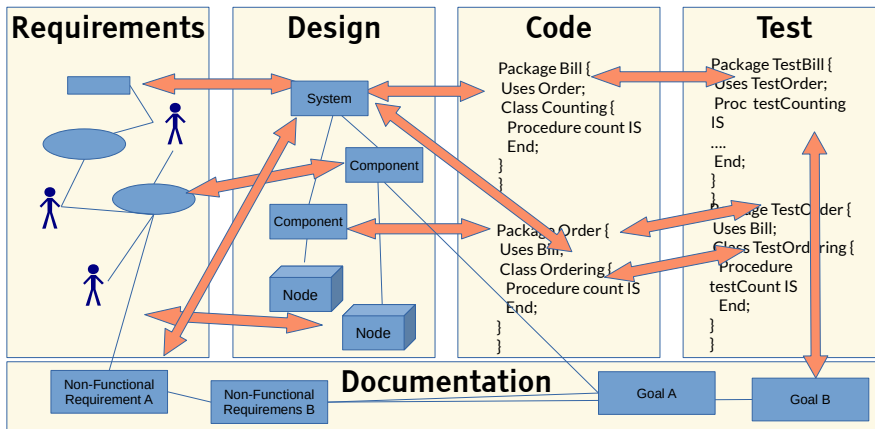 Requirements
Design
Code
Test
System
Component
Component
Node
Node
Package Bill {
Uses Order;
Class Counting {
Procedure count IS
End;
}
}
Package Order {
Uses Bill;
Class Ordering {
Procedure count IS
End;
}
}
Package TestBill {
Uses TestOrder;
Proc testCounting
IS
....
End;
}
}
Package TestOrder {
Uses Bill;
Class TestOrdering {
Procedure
testCount IS
End;
}
}
Documentation
Non-Functional
Requirement A
Non-Functional
Requiremens B
Goal A
Goal B